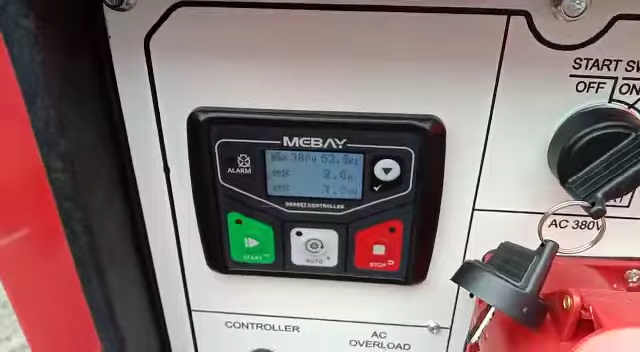 MEBAY
ALARM
GENSET CONTROLLER
START
AUTO
STOP
START SW
OFF
ON
AC 380V
CONTROLLER
AC
OVERLOAD